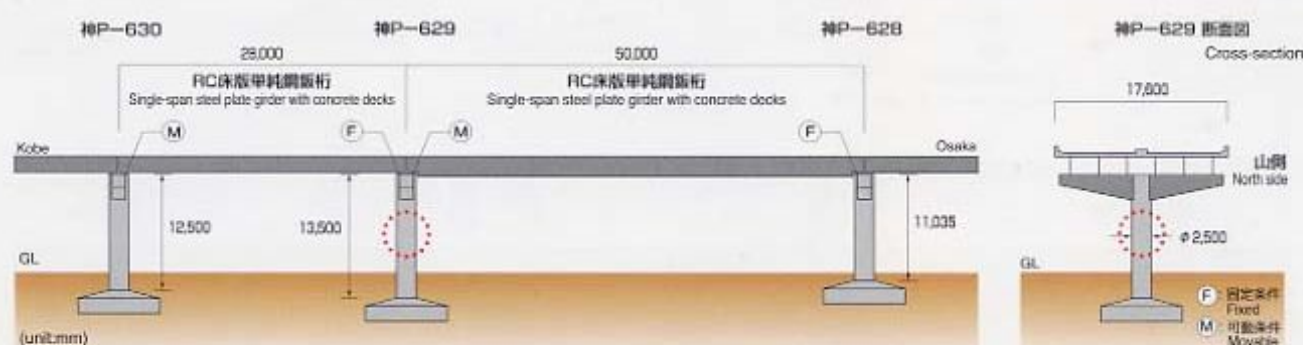 神P-630
神P-629
神P-628
神P-629 断面図
Cross-section
28,000
50,000
17,600
RC床版単純鋼鈑桁
Single-span steel plate girder with concrete decks
RC床版単純鋼鈑桁
Single-span steel plate girder with concrete decks
M
F
M
F
Kobe
Osaka
山側
North side
12,500
13,500
11,035
φ2,500
GL
GL
F : 固定条件
Fixed
M : 可動条件
Movable
(unit:mm)